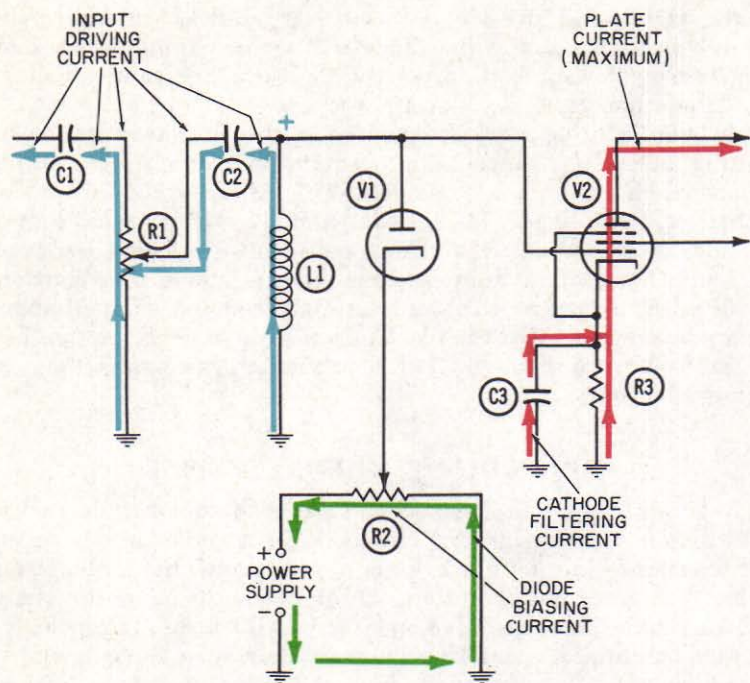 INPUT
DRIVING
CURRENT
PLATE
CURRENT
(MAXIMUM)
+
C1
C2
V1
V2
R1
L1
C3
R3
CATHODE
FILTERING
CURRENT
R2
+
POWER
SUPPLY
−
DIODE
BIASING
CURRENT